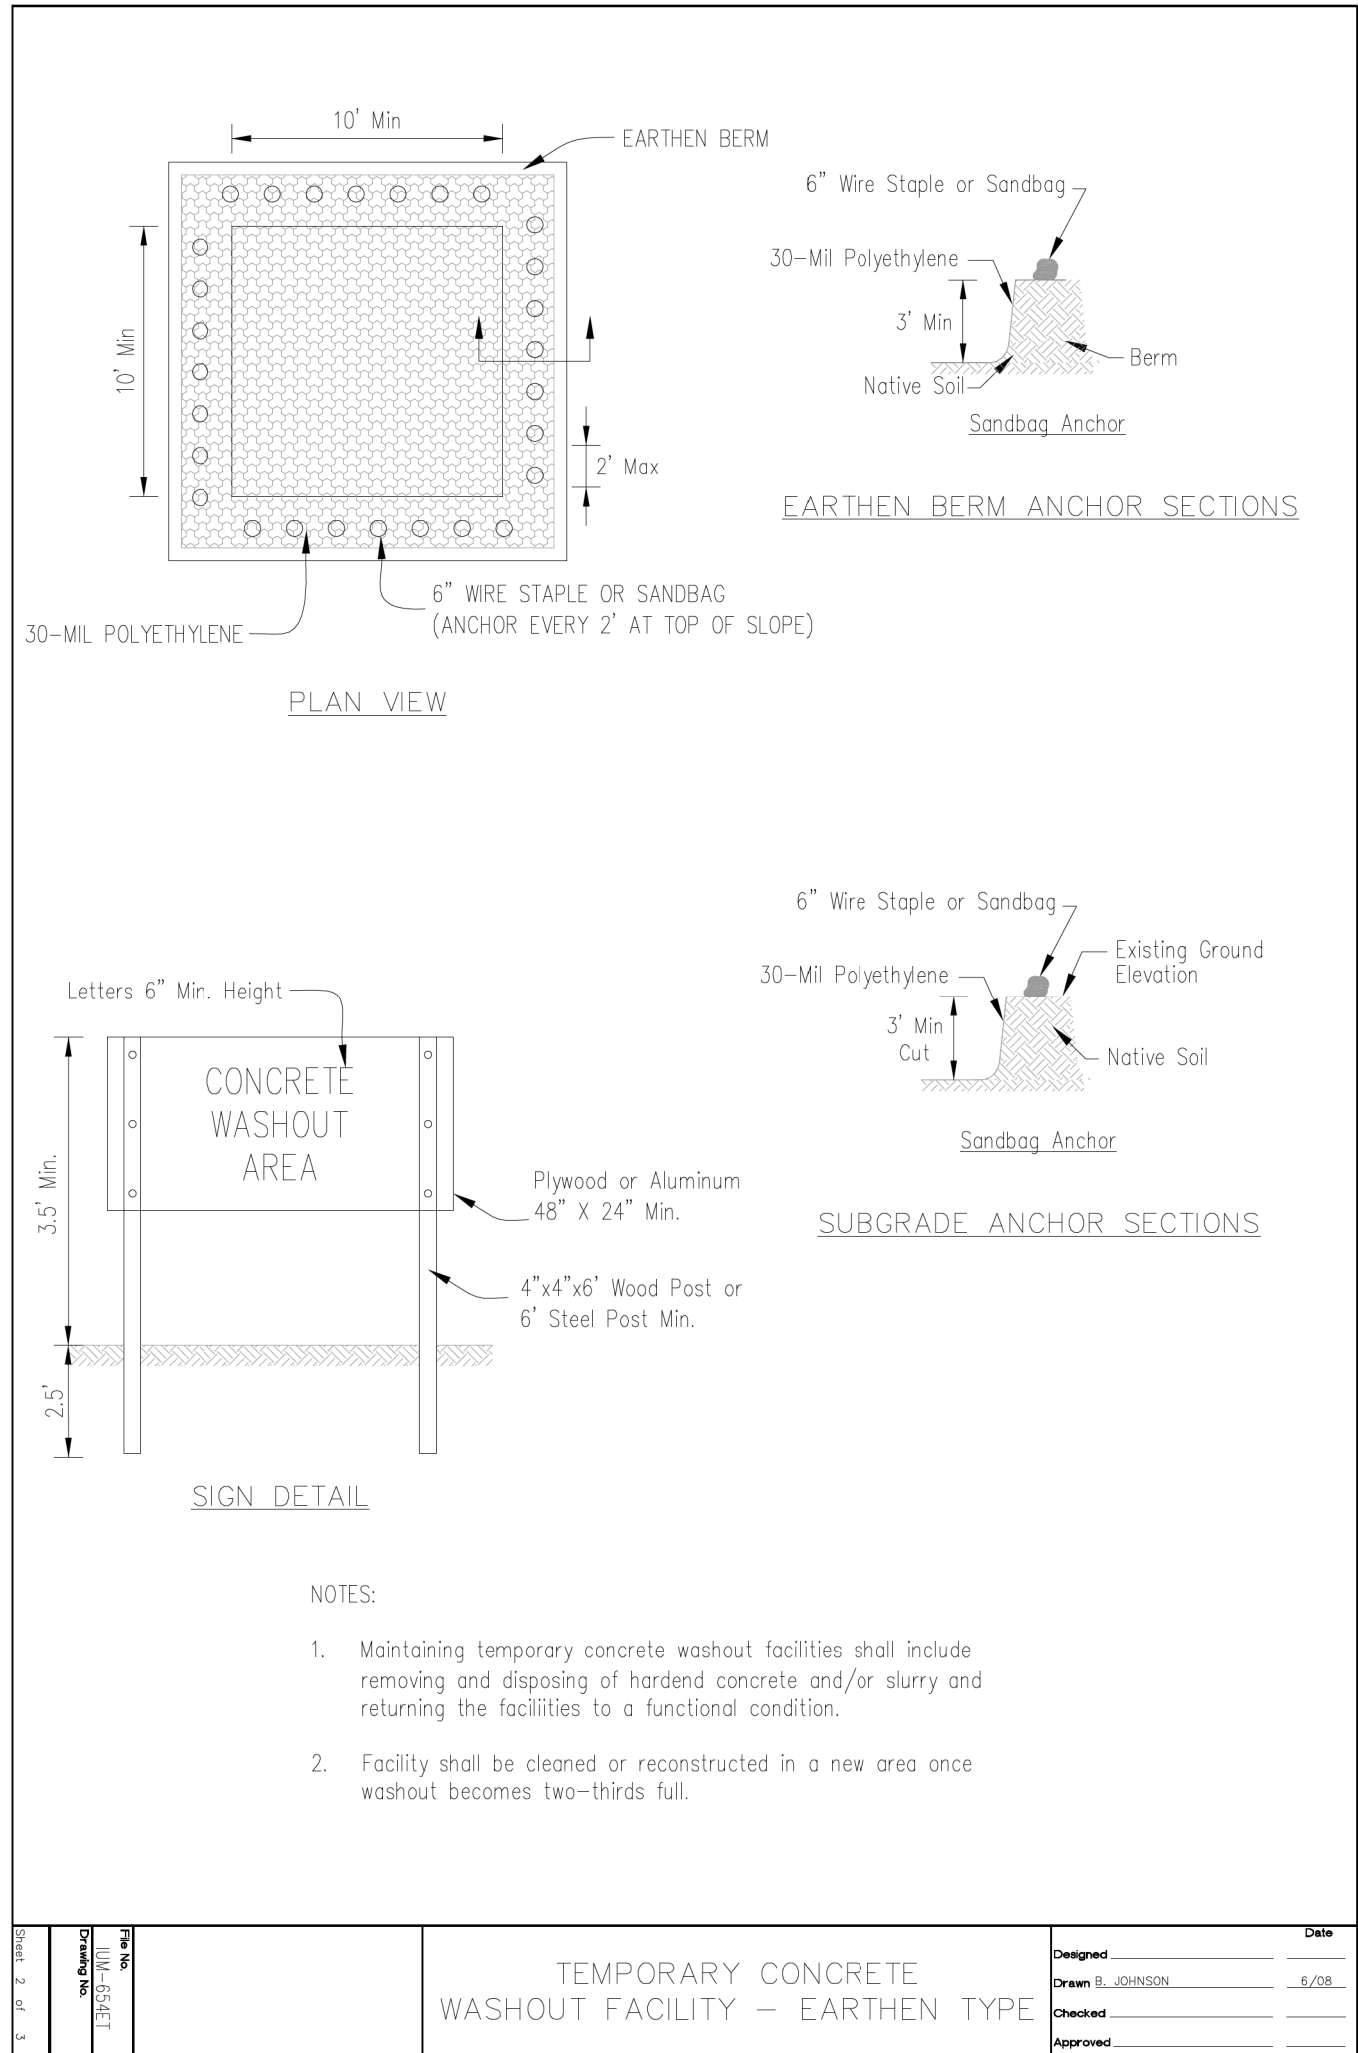 10' Min
EARTHEN BERM
10' Min
2' Max
6" WIRE STAPLE OR SANDBAG
(ANCHOR EVERY 2' AT TOP OF SLOPE)
30-MIL POLYETHYLENE
PLAN VIEW
6" Wire Staple or Sandbag
30-Mil Polyethylene
3' Min
Berm
Native Soil
Sandbag Anchor
EARTHEN BERM ANCHOR SECTIONS
Letters 6" Min. Height
CONCRETE
WASHOUT
AREA
3.5' Min.
Plywood or Aluminum
48" X 24" Min.
4"x4"x6' Wood Post or
6' Steel Post Min.
2.5'
SIGN DETAIL
6" Wire Staple or Sandbag
Existing Ground
Elevation
30-Mil Polyethylene
3' Min
Cut
Native Soil
Sandbag Anchor
SUBGRADE ANCHOR SECTIONS
NOTES:
1. Maintaining temporary concrete washout facilities shall include
removing and disposing of hardend concrete and/or slurry and
returning the faciliities to a functional condition.
2. Facility shall be cleaned or reconstructed in a new area once
washout becomes two-thirds full.
Sheet 2 of 3
Drawing No.
File No.
IUM-654ET
TEMPORARY CONCRETE
WASHOUT FACILITY - EARTHEN TYPE
Date
Designed
Drawn B. JOHNSON 6/08
Checked
Approved